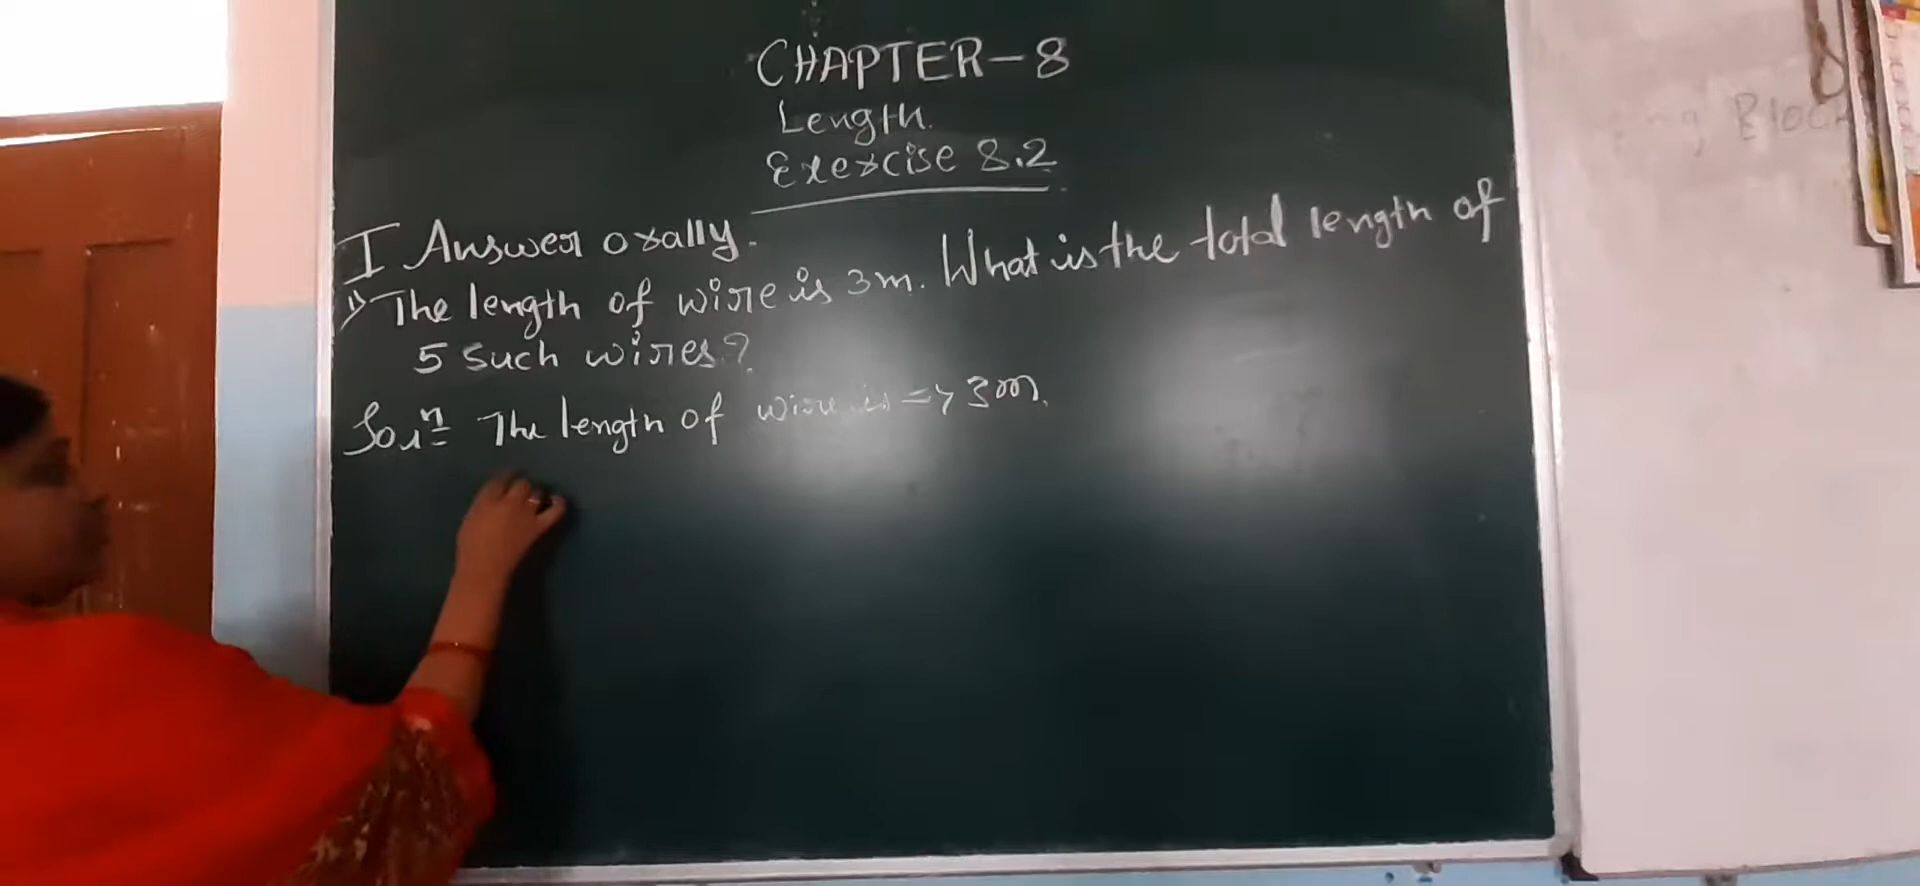 CHAPTER-8
Length.
Exercise 8.2
I Answer orally.
1) The length of wire is 3m. What is the total length of
5 such wires?
Solⁿ= The length of wire is => 3m.
Block